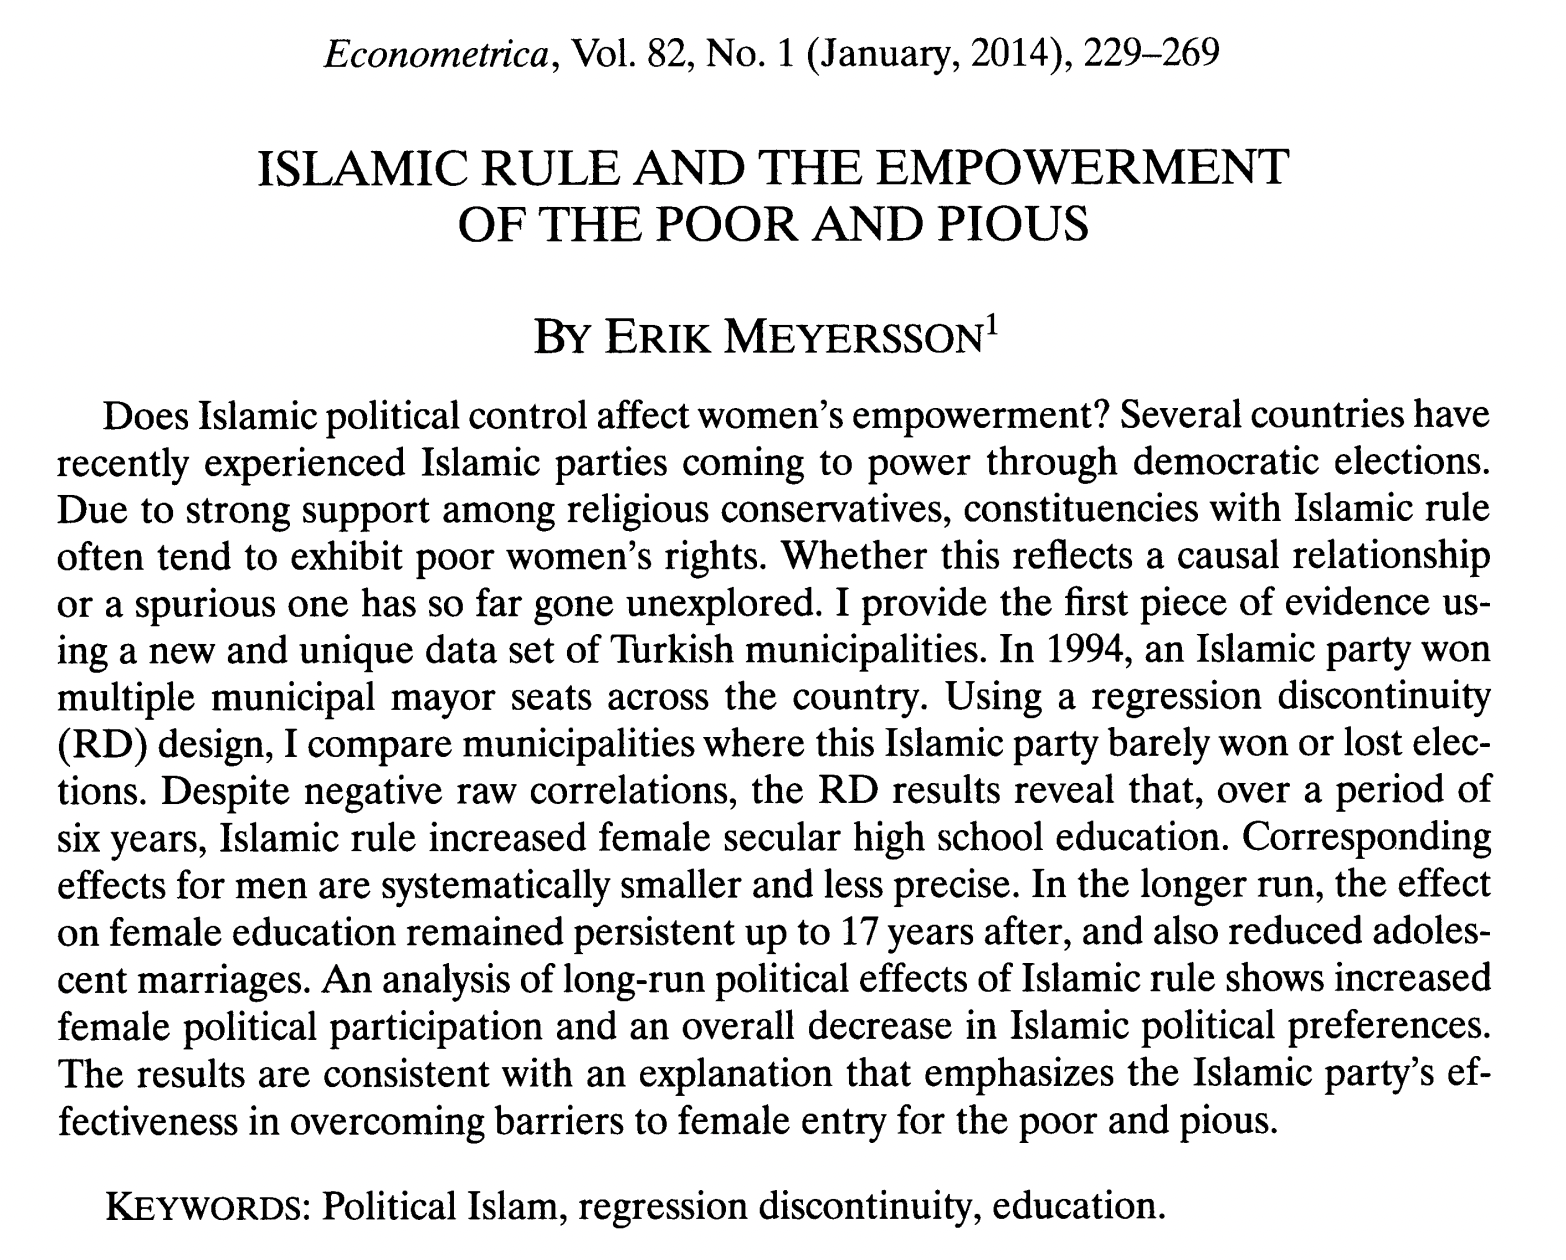 Econometrica, Vol. 82, No. 1 (January, 2014), 229–269
ISLAMIC RULE AND THE EMPOWERMENT
OF THE POOR AND PIOUS
BY ERIK MEYERSSON¹
Does Islamic political control affect women's empowerment? Several countries have
recently experienced Islamic parties coming to power through democratic elections.
Due to strong support among religious conservatives, constituencies with Islamic rule
often tend to exhibit poor women's rights. Whether this reflects a causal relationship
or a spurious one has so far gone unexplored. I provide the first piece of evidence us-
ing a new and unique data set of Turkish municipalities. In 1994, an Islamic party won
multiple municipal mayor seats across the country. Using a regression discontinuity
(RD) design, I compare municipalities where this Islamic party barely won or lost elec-
tions. Despite negative raw correlations, the RD results reveal that, over a period of
six years, Islamic rule increased female secular high school education. Corresponding
effects for men are systematically smaller and less precise. In the longer run, the effect
on female education remained persistent up to 17 years after, and also reduced adoles-
cent marriages. An analysis of long-run political effects of Islamic rule shows increased
female political participation and an overall decrease in Islamic political preferences.
The results are consistent with an explanation that emphasizes the Islamic party's ef-
fectiveness in overcoming barriers to female entry for the poor and pious.
KEYWORDS: Political Islam, regression discontinuity, education.